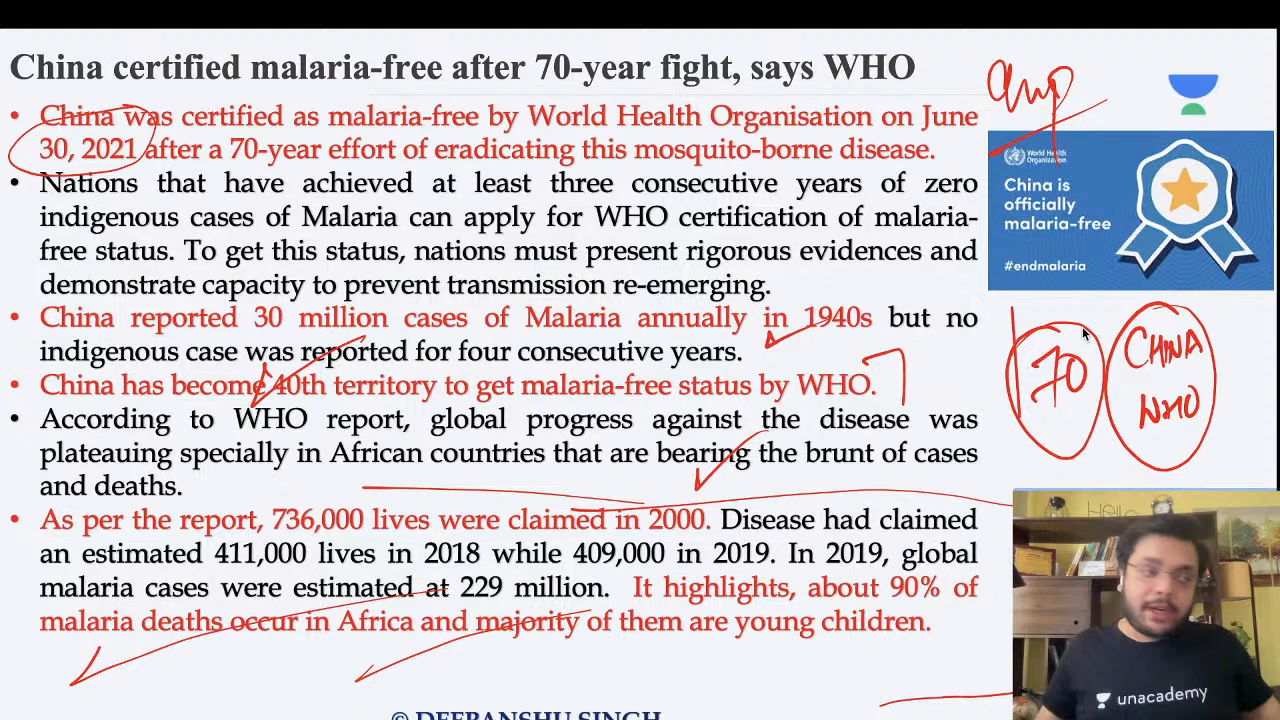 China certified malaria-free after 70-year fight, says WHO
• China was certified as malaria-free by World Health Organisation on June
30, 2021 after a 70-year effort of eradicating this mosquito-borne disease.
• Nations that have achieved at least three consecutive years of zero
indigenous cases of Malaria can apply for WHO certification of malaria-
free status. To get this status, nations must present rigorous evidences and
demonstrate capacity to prevent transmission re-emerging.
• China reported 30 million cases of Malaria annually in 1940s but no
indigenous case was reported for four consecutive years.
• China has become 40th territory to get malaria-free status by WHO.
• According to WHO report, global progress against the disease was
plateauing specially in African countries that are bearing the brunt of cases
and deaths.
• As per the report, 736,000 lives were claimed in 2000. Disease had claimed
an estimated 411,000 lives in 2018 while 409,000 in 2019. In 2019, global
malaria cases were estimated at 229 million. It highlights, about 90% of
malaria deaths occur in Africa and majority of them are young children.
World Health
Organization
China is
officially
malaria-free
#endmalaria
70
CHINA
WHO
Hello
unacademy
© DEEPANSHU SINGH